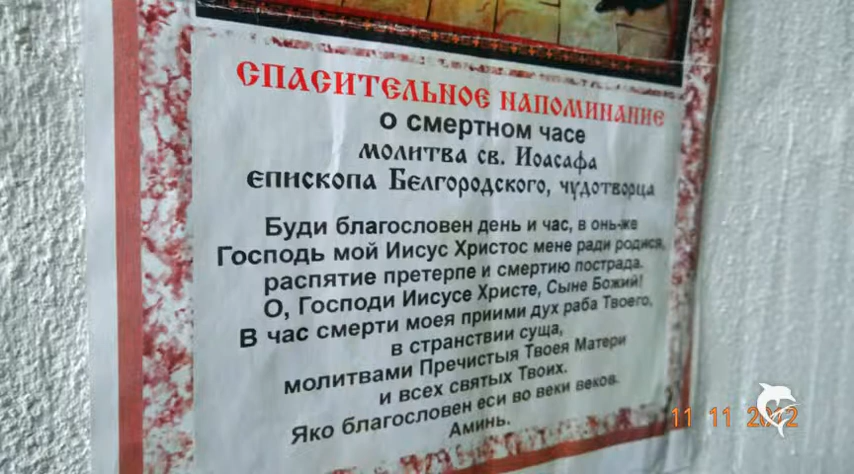 СПАСИТЕЛЬНОЕ НАПОМИНАНИЕ
о смертном часе
молитва св. Иоасафа
епископа Белгородского, чудотворца
Буди благословен день и час, в онь-же
Господь мой Иисус Христос мене ради родися,
распятие претерпе и смертию пострада.
О, Господи Иисусе Христе, Сыне Божий!
В час смерти моея приими дух раба Твоего,
в странствии суща,
молитвами Пречистыя Твоея Матери
и всех святых Твоих.
Яко благословен еси во веки веков.
Аминь.
11 11 2012